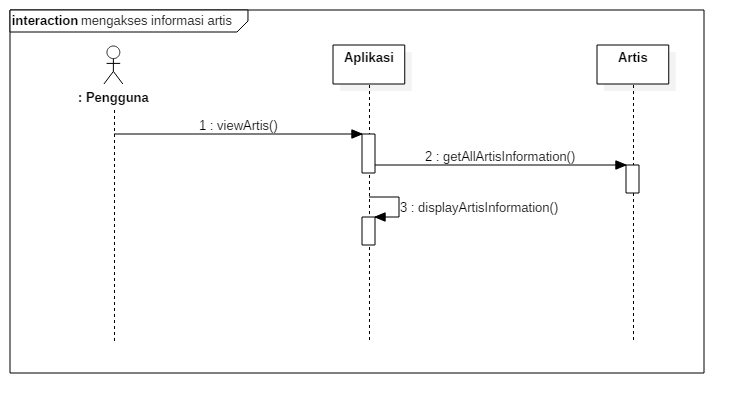 interaction mengakses informasi artis
Aplikasi
Artis
: Pengguna
1 : viewArtis()
2 : getAllArtisInformation()
3 : displayArtisInformation()